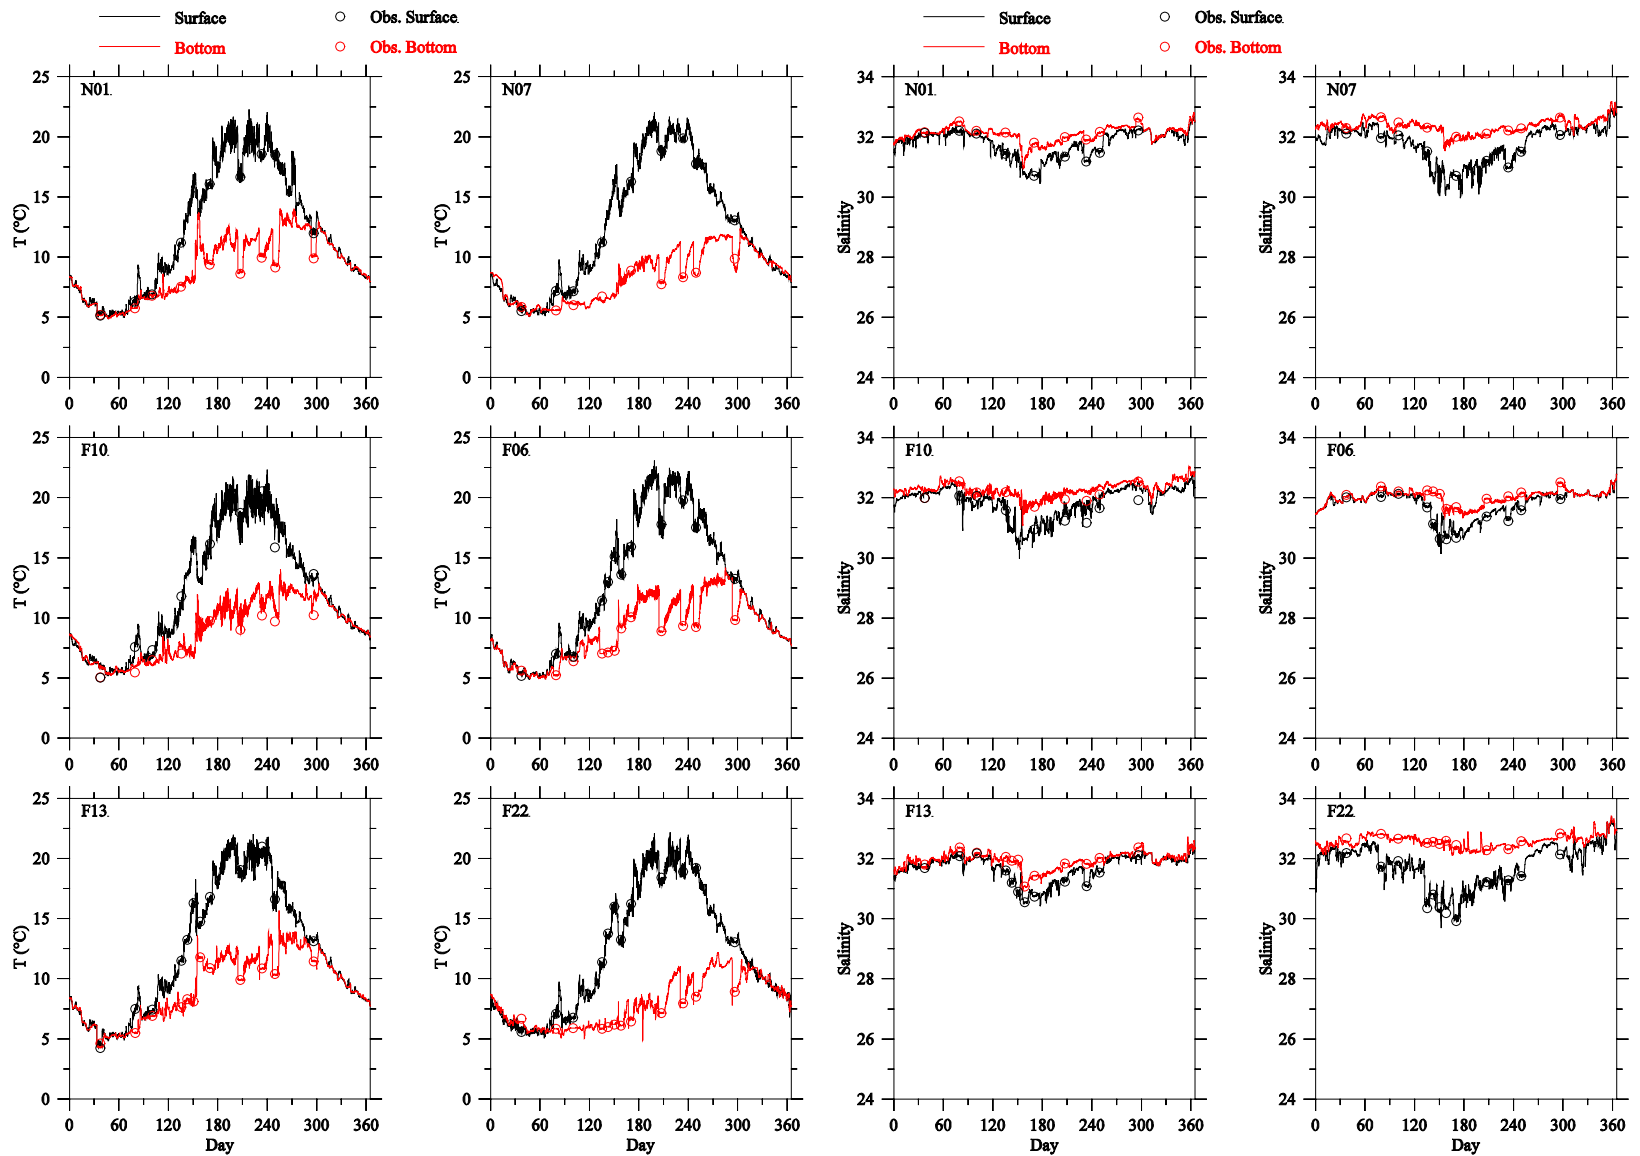 Surface Obs. Surface. Surface Obs. Surface.
Bottom Obs. Bottom Bottom Obs. Bottom
25 25 34 34
N01. N07 N01. N07
20 20 32 32
15 15 30 30
T (°C) T (°C) Salinity Salinity
10 10 28 28
5 5 26 26
0 0 24 24
0 60 120 180 240 300 360 0 60 120 180 240 300 360 0 60 120 180 240 300 360 0 60 120 180 240 300 360
25 25 34 34
F10. F06. F10. F06.
20 20 32 32
15 15 30 30
T (°C) T (°C) Salinity Salinity
10 10 28 28
5 5 26 26
0 0 24 24
0 60 120 180 240 300 360 0 60 120 180 240 300 360 0 60 120 180 240 300 360 0 60 120 180 240 300 360
25 25 34 34
F13. F22. F13. F22.
20 20 32 32
15 15 30 30
T (°C) T (°C) Salinity Salinity
10 10 28 28
5 5 26 26
0 0 24 24
0 60 120 180 240 300 360 0 60 120 180 240 300 360 0 60 120 180 240 300 360 0 60 120 180 240 300 360
Day Day Day Day